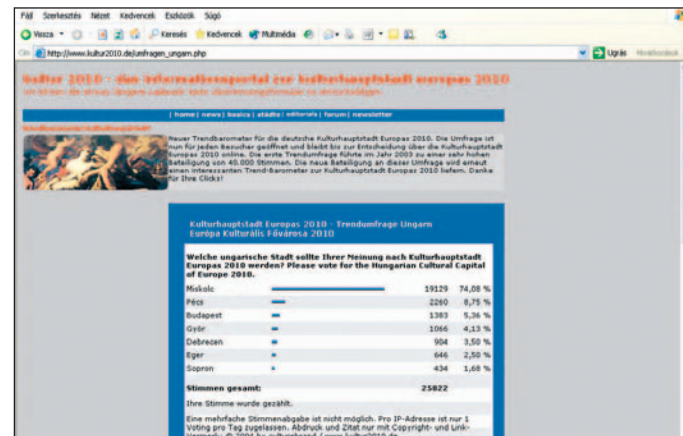 Fájl Szerkesztés Nézet Kedvencek Eszközök Súgó
Vissza Keresés Kedvencek Multimédia
http://www.kultur2010.de/umfragen_ungarn.php Ugrás
kultur 2010 - das informationsportal zur kulturhauptstadt europas 2010
| home | news | basics | städte | editorials | forum | newsletter
Neuer Trendbarometer für die deutsche Kulturhauptstadt Europas 2010. Die Umfrage ist
nun für jeden Besucher geöffnet und bleibt bis zur Entscheidung über die Kulturhauptstadt
Europas 2010 online. Die erste Trendumfrage führte im Jahr 2003 zu einer sehr hohen
Beteiligung von 40.000 Stimmen. Die neue Beteiligung an dieser Umfrage wird erneut
einen interessanten Trend-Barometer zur Kulturhauptstadt Europas 2010 liefern. Danke
für Ihre Clicks!
Kulturhauptstadt Europas 2010 - Trendumfrage Ungarn
Európa Kulturális Fővárosa 2010
Welche ungarische Stadt sollte Ihrer Meinung nach Kulturhauptstadt
Europas 2010 werden? Please vote for the Hungarian Cultural Capital
of Europe 2010.
Miskolc 19129 74,08 %
Pécs 2260 8,75 %
Budapest 1383 5,36 %
Győr 1066 4,13 %
Debrecen 904 3,50 %
Eger 646 2,50 %
Sopron 434 1,68 %
Stimmen gesamt: 25822
Ihre Stimme wurde gezählt.
Eine mehrfache Stimmenabgabe ist nicht möglich. Pro IP-Adresse ist nur 1
Voting pro Tag zugelassen. Abdruck und Zitat nur mit Copyright- und Link-